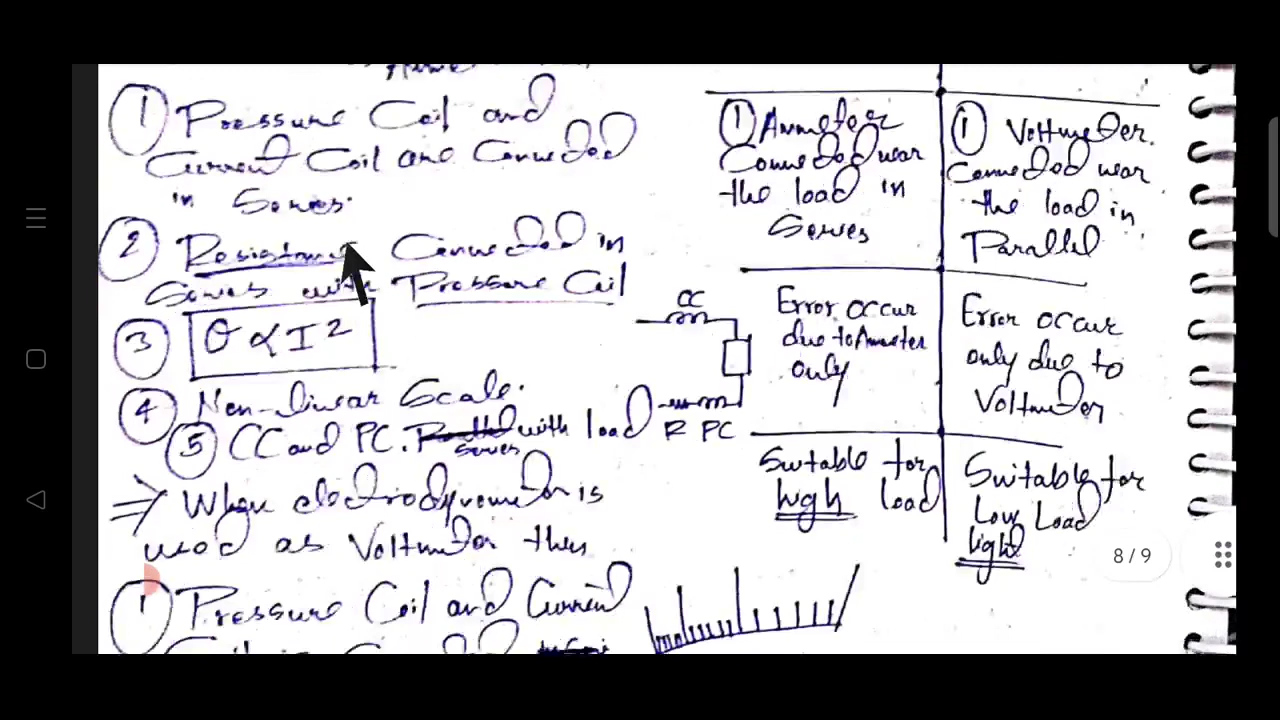 ① Pressure Coil and
Current Coil are Connected
in Series.
② Resistance Connected in
Series with Pressure Coil
③ θ ∝ I²
④ Non-linear Scale.
⑤ CC and PC. series with load
⇒ When electrodynamometer is
used as Voltmeter then
① Pressure Coil and Current
CC
R PC
① Ammeter
Connected near
the load in
Series
Error occur
due to Ammeter
only
Suitable for
high load
① Voltmeter.
Connected near
the load in
Parallel
Error occur
only due to
Voltmeter
Suitable for
Low Load
light
8/9